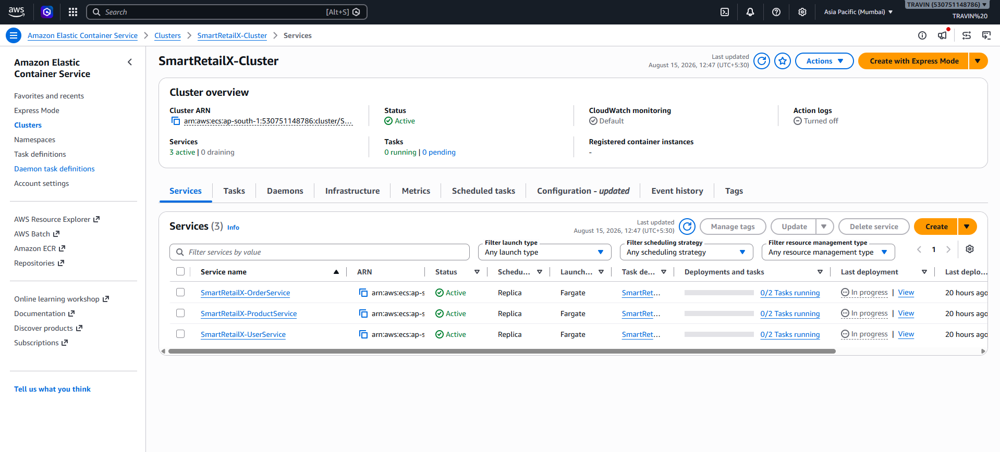 aws
Search [Alt+S]
Asia Pacific (Mumbai)
TRAVIN (530751148786)
TRAVIN%20
Amazon Elastic Container Service
Clusters
SmartRetailX-Cluster
Services
Amazon Elastic
Container Service
Favorites and recents
Express Mode
Clusters
Namespaces
Task definitions
Daemon task definitions
Account settings
AWS Resource Explorer
AWS Batch
Amazon ECR
Repositories
Online learning workshop
Documentation
Discover products
Subscriptions
Tell us what you think
SmartRetailX-Cluster
Last updated
August 15, 2026, 12:47 (UTC+5:30)
Actions
Create with Express Mode
Cluster overview
Cluster ARN
arn:aws:ecs:ap-south-1:530751148786:cluster/S...
Status
Active
CloudWatch monitoring
Default
Action logs
Turned off
Services
3 active | 0 draining
Tasks
0 running | 0 pending
Registered container instances
-
Services Tasks Daemons Infrastructure Metrics Scheduled tasks Configuration - updated Event history Tags
Services (3) Info
Last updated
August 15, 2026, 12:47 (UTC+5:30)
Manage tags
Update
Delete service
Create
Filter services by value
Filter launch type
Any launch type
Filter scheduling strategy
Any scheduling strategy
Filter resource management type
Any resource management type
1
Service name ARN Status Schedu... Launch... Task de... Deployments and tasks Last deployment Last deplo...
SmartRetailX-OrderService arn:aws:ecs:ap-s Active Replica Fargate SmartRet... 0/2 Tasks running In progress | View 20 hours ago
SmartRetailX-ProductService arn:aws:ecs:ap-s Active Replica Fargate SmartRet... 0/2 Tasks running In progress | View 20 hours ago
SmartRetailX-UserService arn:aws:ecs:ap-s Active Replica Fargate SmartRet... 0/2 Tasks running In progress | View 20 hours ago